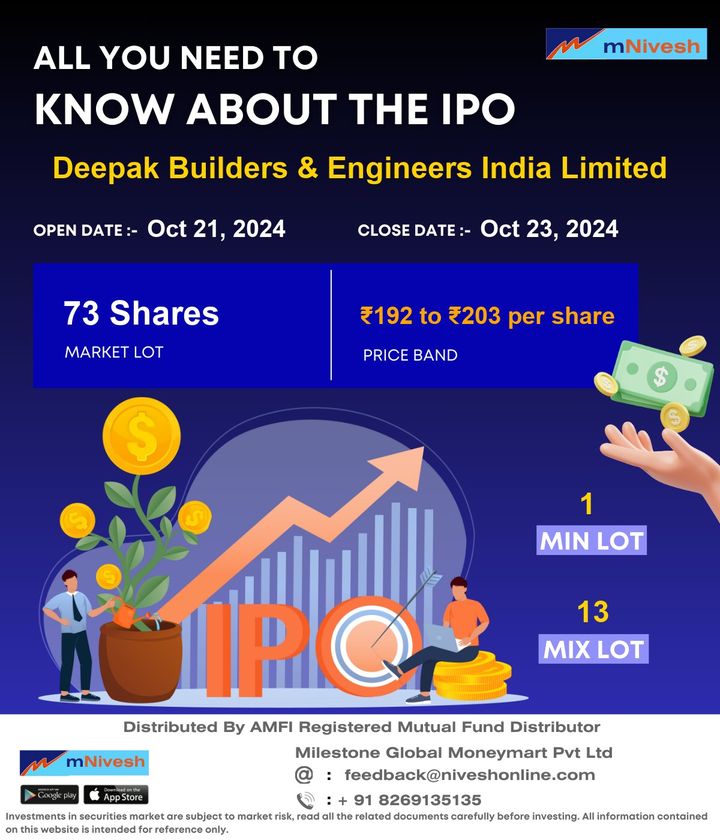 mNivesh
ALL YOU NEED TO
KNOW ABOUT THE IPO
Deepak Builders & Engineers India Limited
OPEN DATE :- Oct 21, 2024
CLOSE DATE :- Oct 23, 2024
73 Shares
MARKET LOT
₹192 to ₹203 per share
PRICE BAND
1
MIN LOT
13
MIX LOT
IPO
Distributed By AMFI Registered Mutual Fund Distributor
mNivesh
Milestone Global Moneymart Pvt Ltd
@ : feedback@niveshonline.com
: + 91 8269135135
Google play
Download on the
App Store
Investments in securities market are subject to market risk, read all the related documents carefully before investing. All information contained
on this website is intended for reference only.